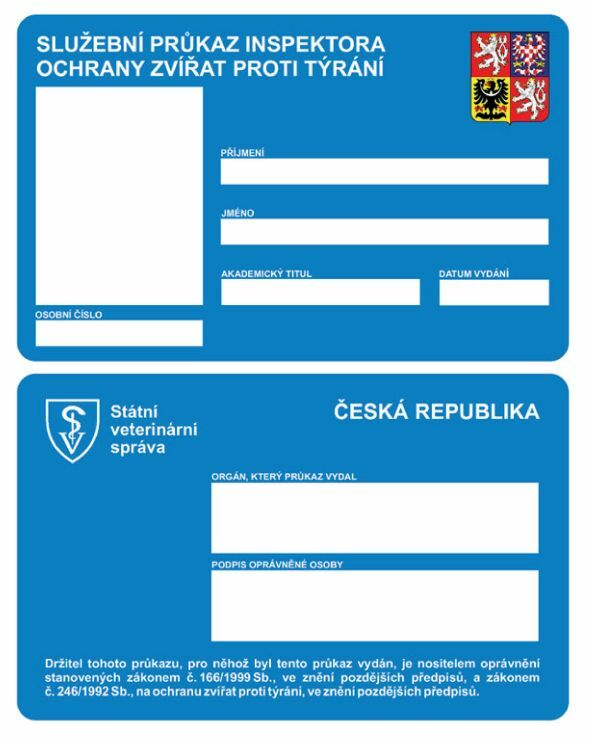 SLUŽEBNÍ PRŮKAZ INSPEKTORA
OCHRANY ZVÍŘAT PROTI TÝRÁNÍ
PŘÍJMENÍ
JMÉNO
AKADEMICKÝ TITUL
DATUM VYDÁNÍ
OSOBNÍ ČÍSLO
Státní
veterinární
správa
ČESKÁ REPUBLIKA
ORGÁN, KTERÝ PRŮKAZ VYDAL
PODPIS OPRÁVNĚNÉ OSOBY
Držitel tohoto průkazu, pro něhož byl tento průkaz vydán, je nositelem oprávnění
stanovených zákonem č. 166/1999 Sb., ve znění pozdějších předpisů, a zákonem
č. 246/1992 Sb., na ochranu zvířat proti týrání, ve znění pozdějších předpisů.